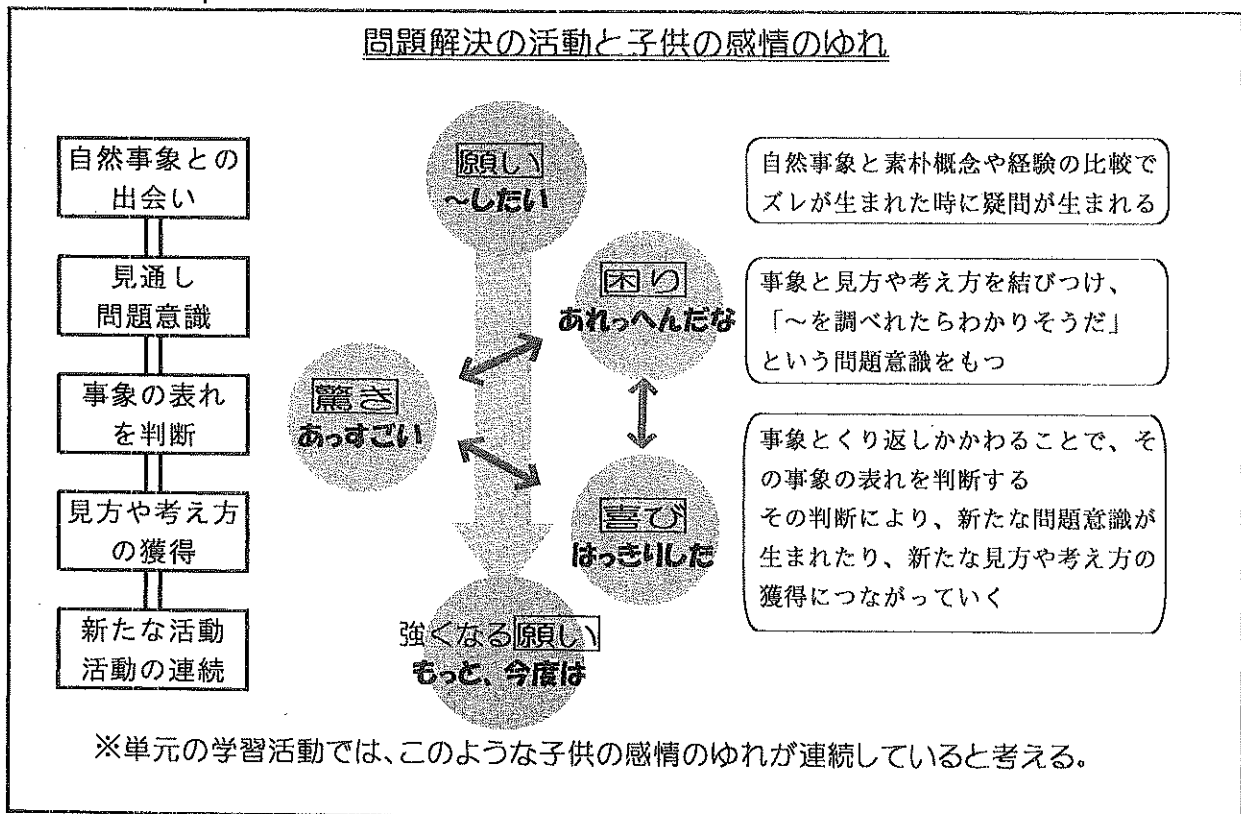 問題解決の活動と子供の感情のゆれ
自然事象との
出会い
見通し
問題意識
事象の表れ
を判断
見方や考え方
の獲得
新たな活動
活動の連続
願い
~したい
困り
あれっへんだな
驚き
あっすごい
喜び
はっきりした
強くなる願い
もっと、今度は
自然事象と素朴概念や経験の比較で
ズレが生まれた時に疑問が生まれる
事象と見方や考え方を結びつけ、
「~を調べれたらわかりそうだ」
という問題意識をもつ
事象とくり返しかかわることで、そ
の事象の表れを判断する
その判断により、新たな問題意識が
生まれたり、新たな見方や考え方の
獲得につながっていく
※単元の学習活動では、このような子供の感情のゆれが連続していると考える。